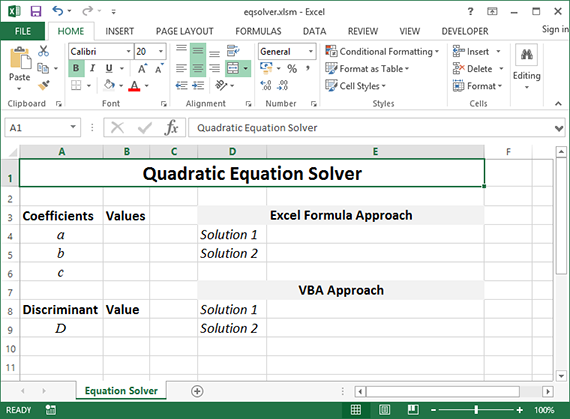 eqsolver.xlsm - Excel
Sign in
FILE HOME INSERT PAGE LAYOUT FORMULAS DATA REVIEW VIEW DEVELOPER
Calibri 20 General Conditional Formatting Insert
Paste B I U A A $ % , Format as Table Delete Editing
A Cell Styles Format
Clipboard Font Alignment Number Styles Cells
A1 fx Quadratic Equation Solver
A B C D E F
1 Quadratic Equation Solver
2
3 Coefficients Values Excel Formula Approach
4 a Solution 1
5 b Solution 2
6 c
7 VBA Approach
8 Discriminant Value Solution 1
9 D Solution 2
10
11
Equation Solver
READY 100%